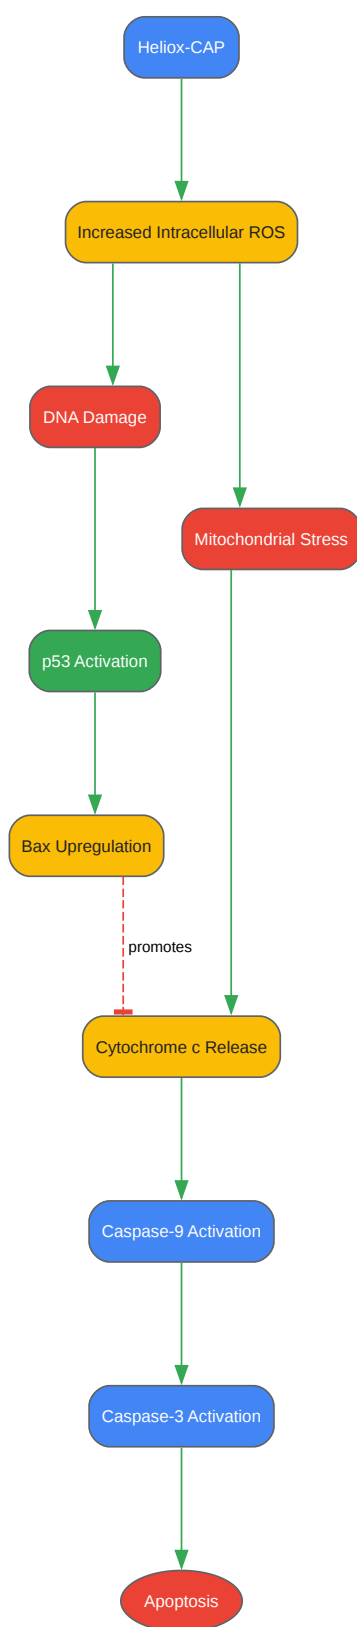 Heliox-CAP
Increased Intracellular ROS
DNA Damage
Mitochondrial Stress
p53 Activation
Bax Upregulation
promotes
Cytochrome c Release
Caspase-9 Activation
Caspase-3 Activation
Apoptosis